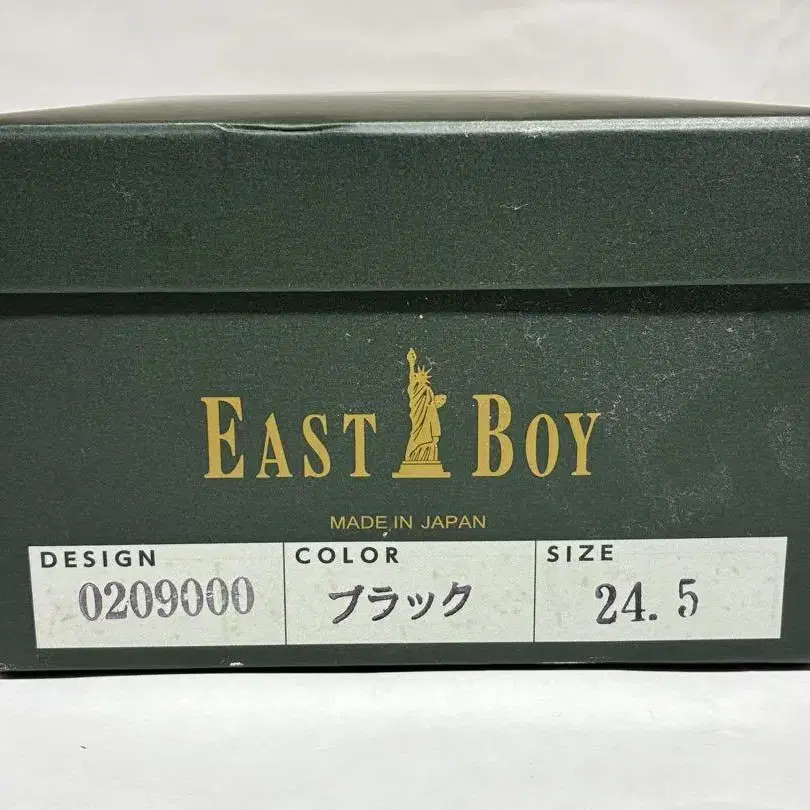 EAST BOY
MADE IN JAPAN
DESIGN COLOR SIZE
0209000 ブラック 24.5